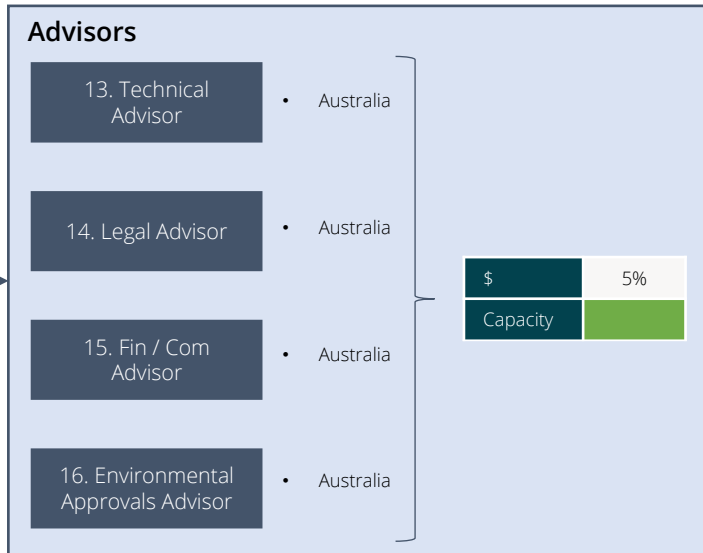 Advisors
13. Technical
Advisor
• Australia
14. Legal Advisor
• Australia
15. Fin / Com
Advisor
• Australia
16. Environmental
Approvals Advisor
• Australia
$ 5%
Capacity